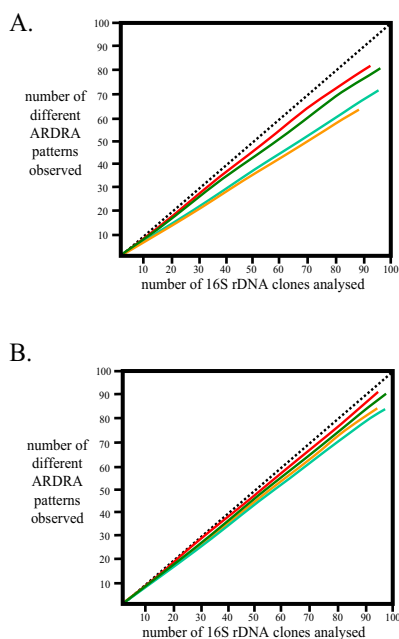 A.
100
90
80
70
60
50
40
30
20
10
number of
different
ARDRA
patterns
observed
10 20 30 40 50 60 70 80 90 100
number of 16S rDNA clones analysed
B.
100
90
80
70
60
50
40
30
20
10
number of
different
ARDRA
patterns
observed
10 20 30 40 50 60 70 80 90 100
number of 16S rDNA clones analysed